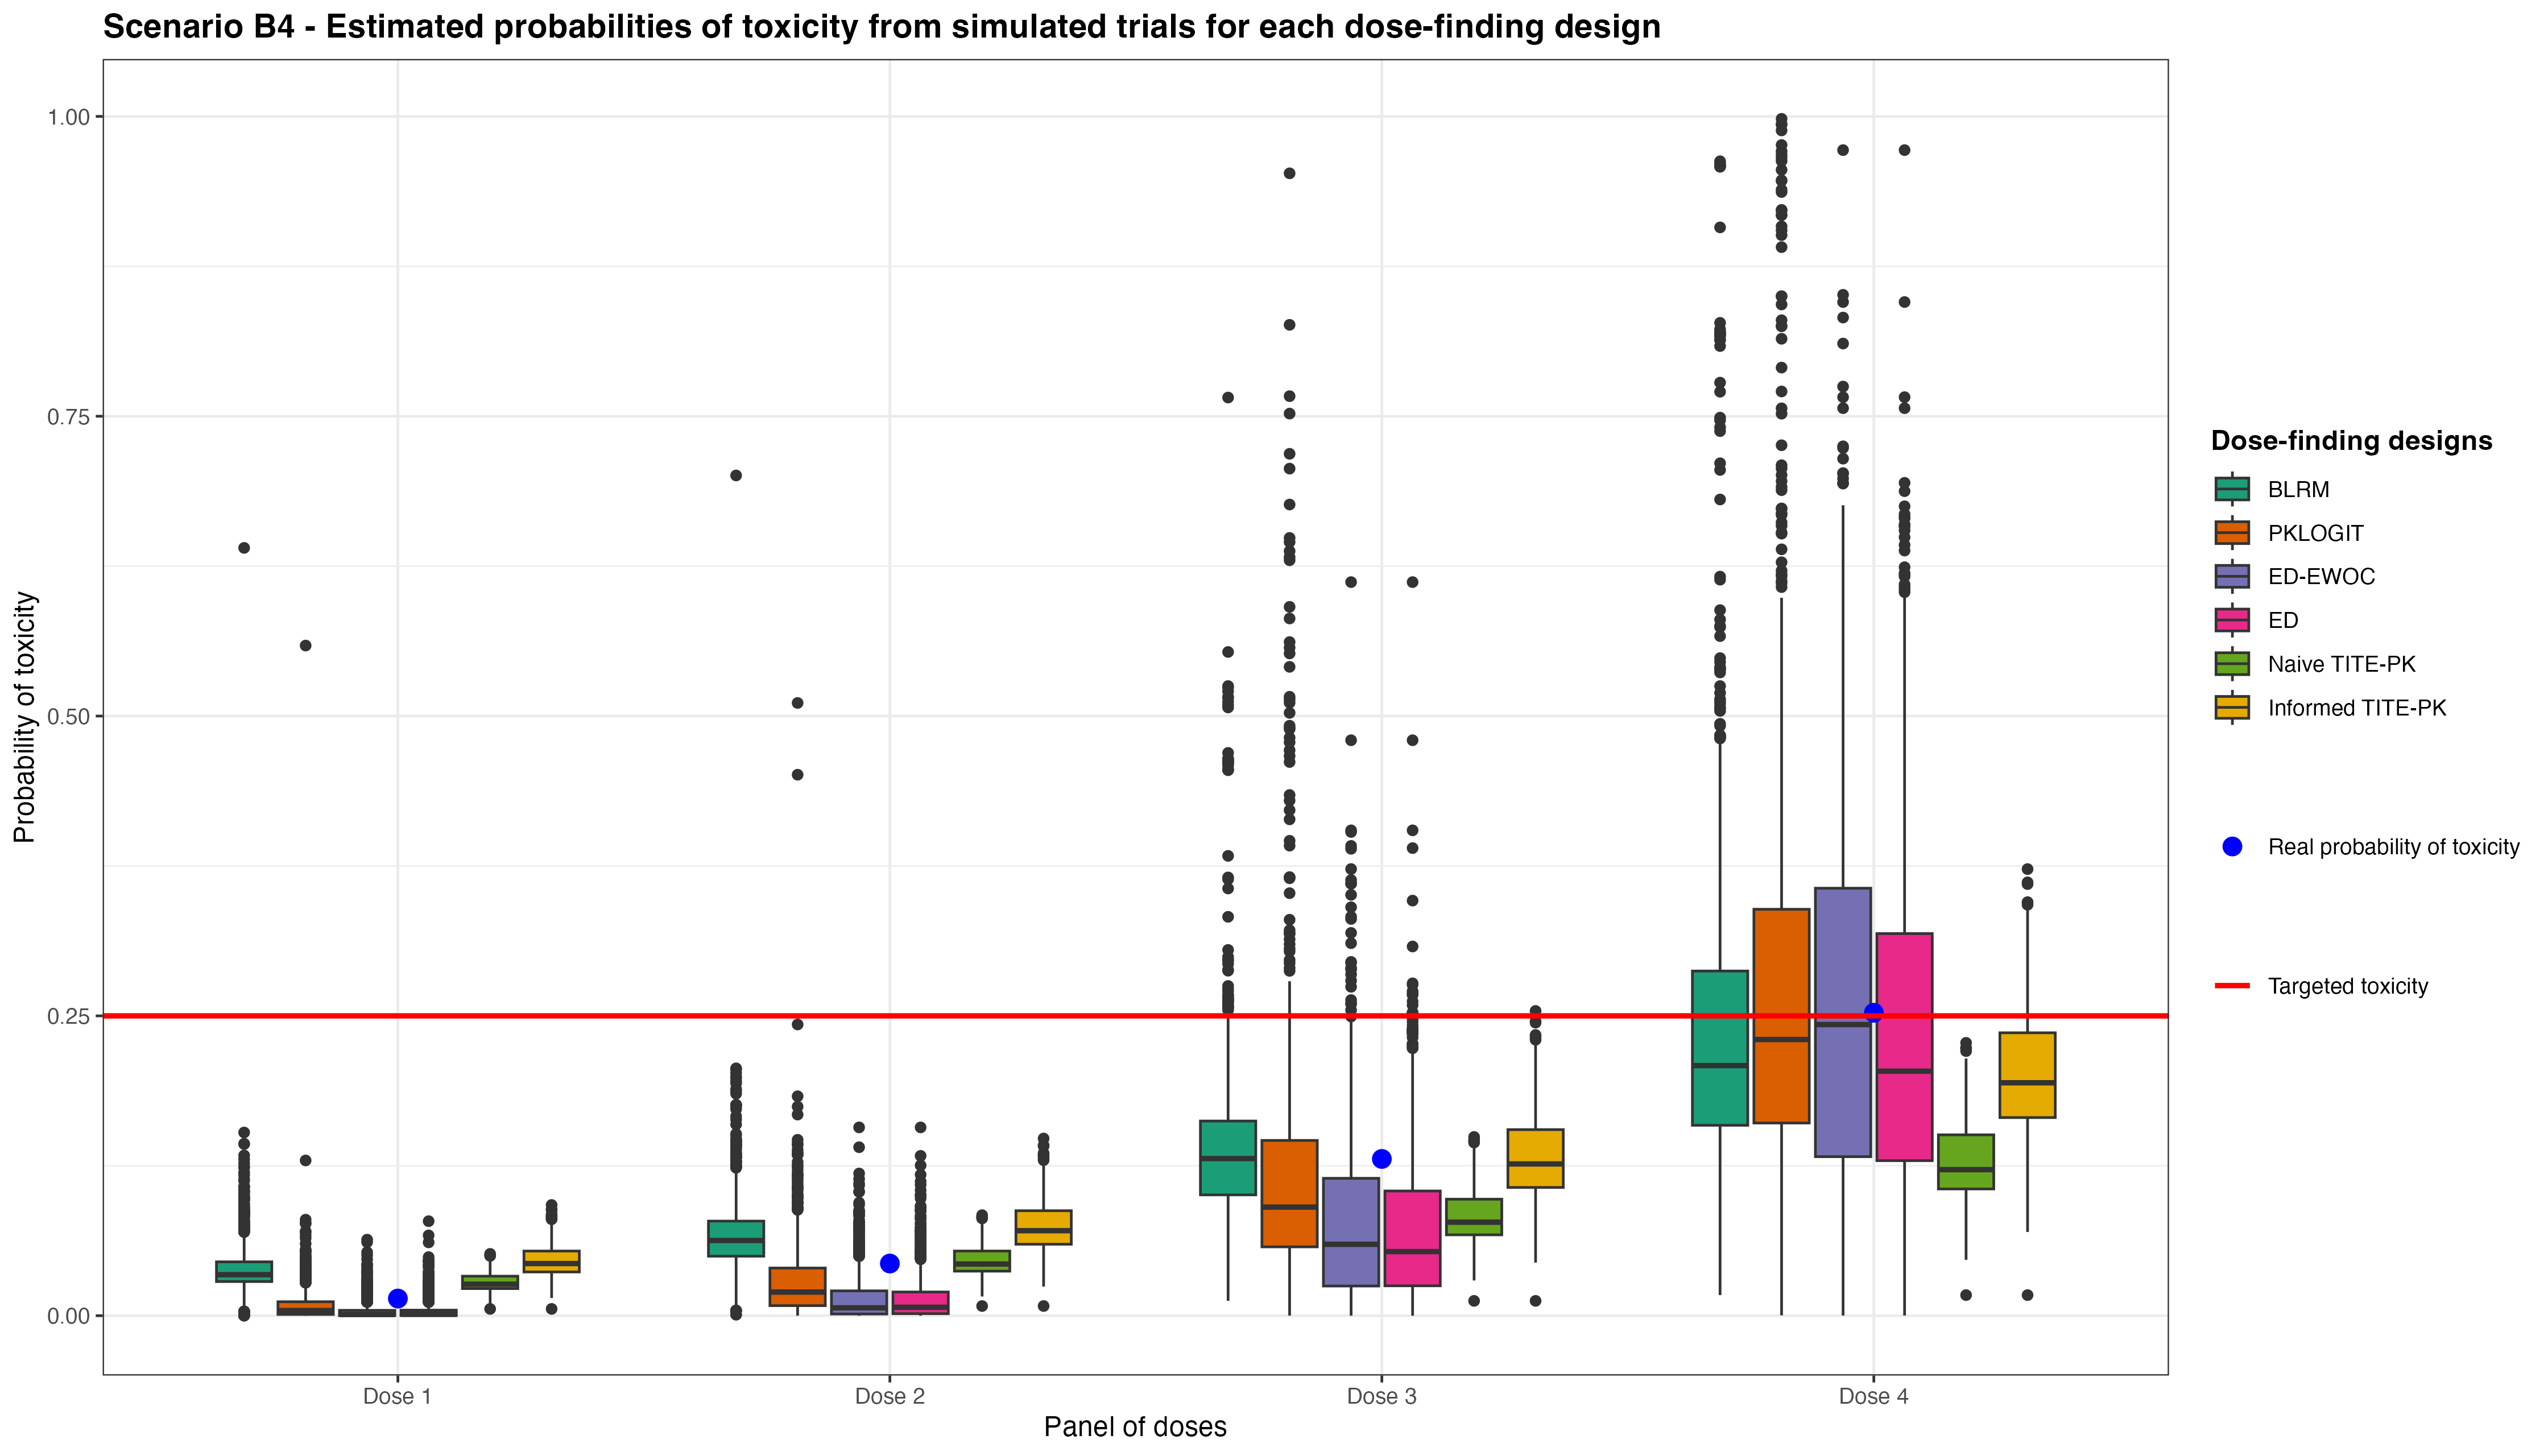 Scenario B4 - Estimated probabilities of toxicity from simulated trials for each dose-finding design
Probability of toxicity
1.00
0.75
0.50
0.25
0.00
Dose 1
Dose 2
Dose 3
Dose 4
Panel of doses
Dose-finding designs
BLRM
PKLOGIT
ED-EWOC
ED
Naive TITE-PK
Informed TITE-PK
Real probability of toxicity
Targeted toxicity